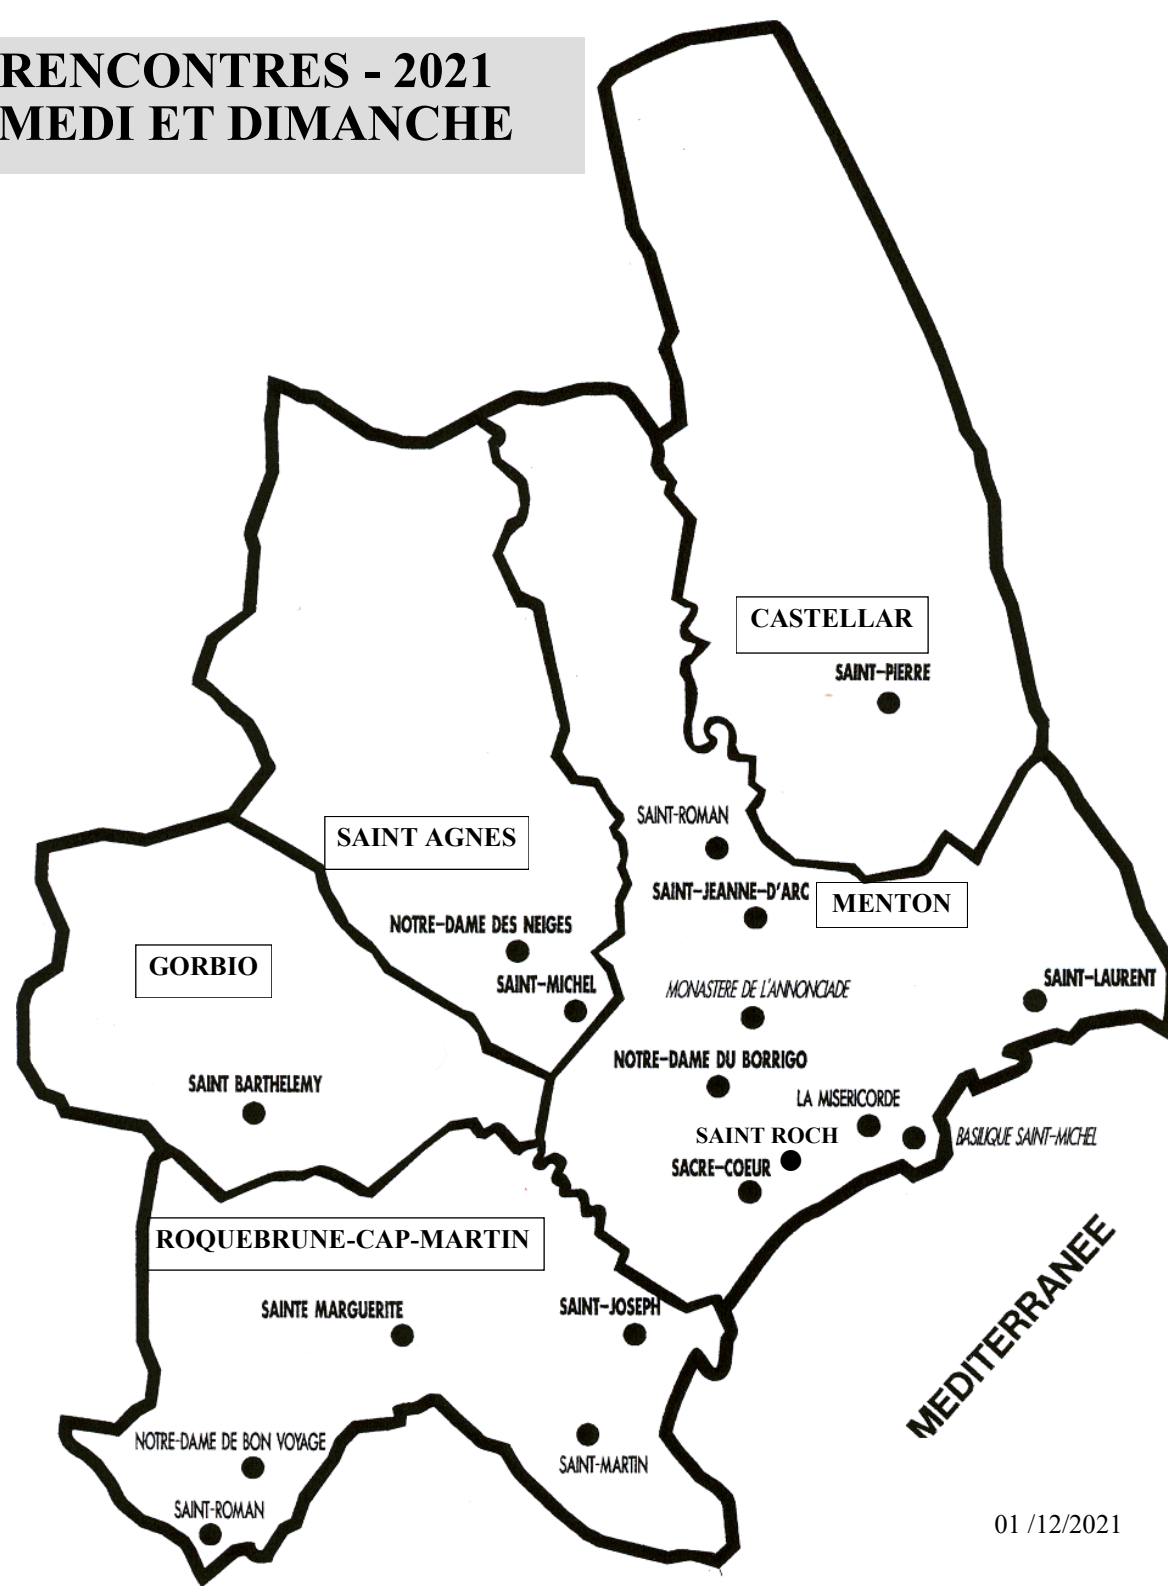 RENCONTRES - 2021
MEDI ET DIMANCHE
CASTELLAR
SAINT-PIERRE
SAINT-ROMAN
SAINT AGNES
SAINT-JEANNE-D'ARC
MENTON
NOTRE-DAME DES NEIGES
GORBIO
SAINT-MICHEL
MONASTERE DE L'ANNONCIADE
SAINT-LAURENT
NOTRE-DAME DU BORRIGO
SAINT BARTHELEMY
LA MISERICORDE
SAINT ROCH
BASILIQUE SAINT-MICHEL
SACRE-COEUR
ROQUEBRUNE-CAP-MARTIN
MEDITERRANEE
SAINTE MARGUERITE
SAINT-JOSEPH
NOTRE-DAME DE BON VOYAGE
SAINT-MARTIN
SAINT-ROMAN
01 /12/2021